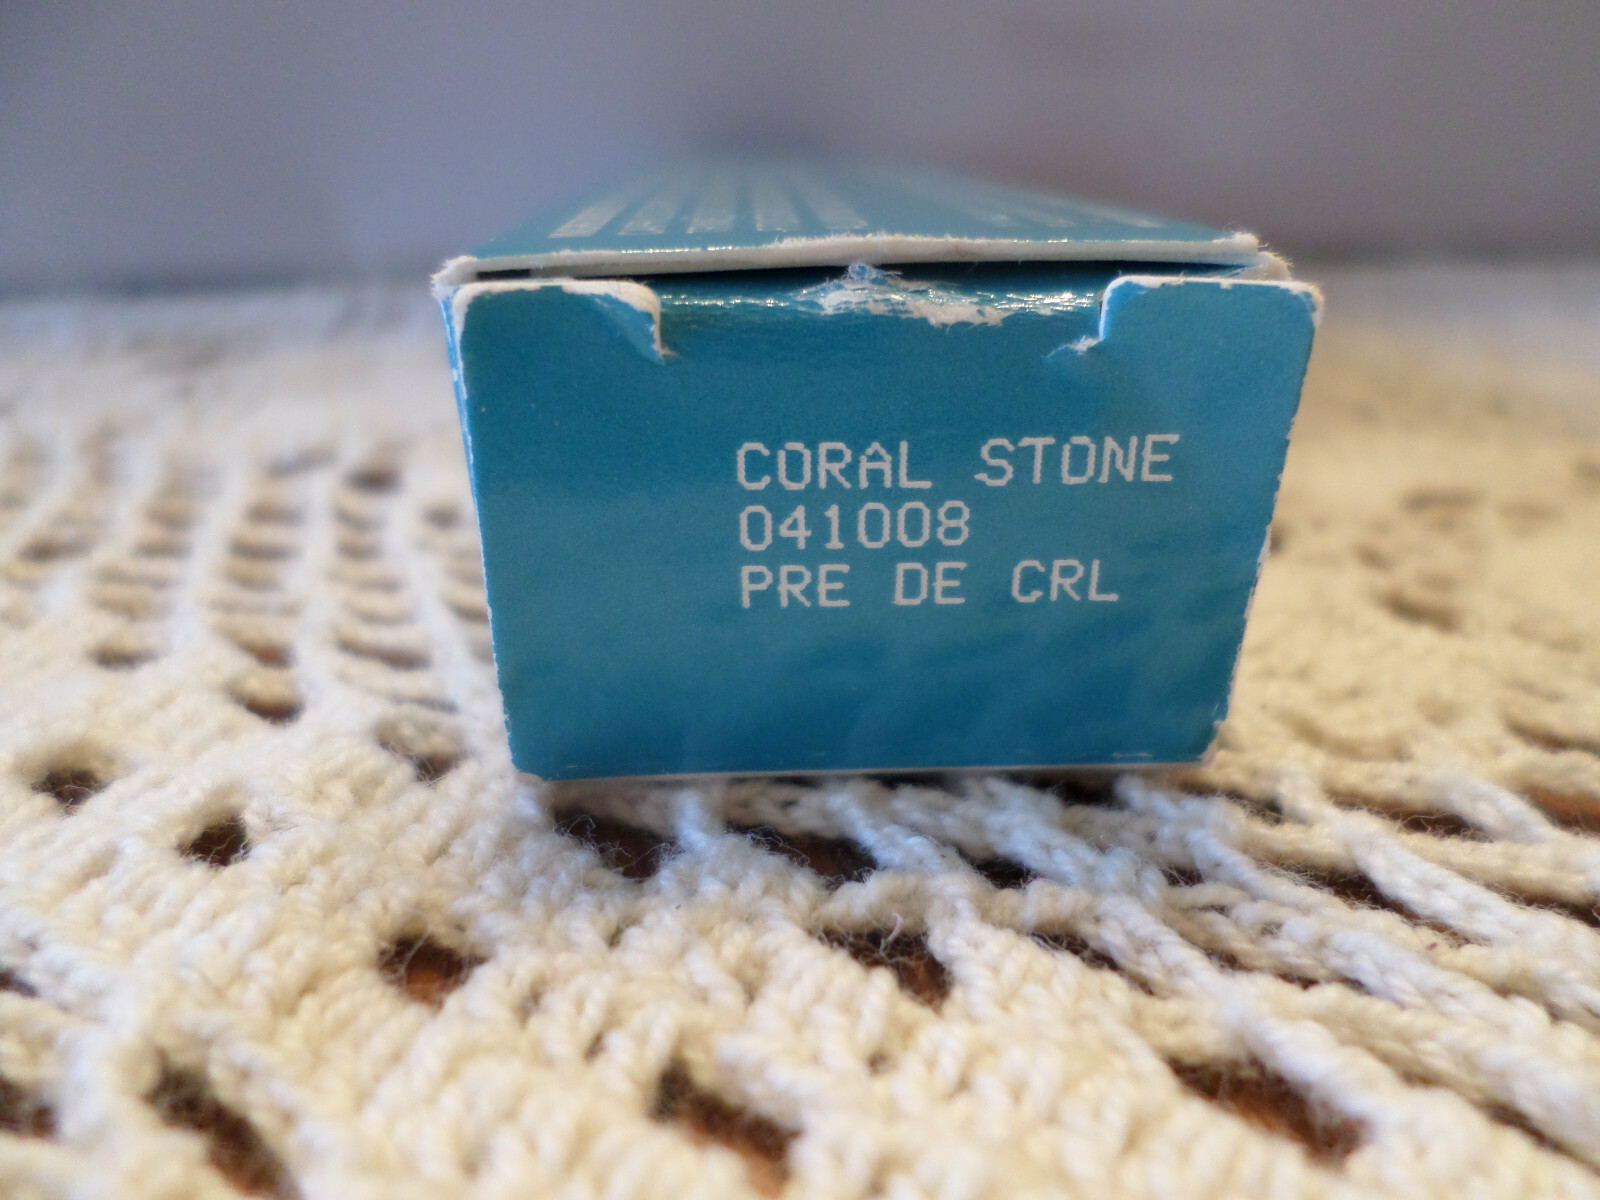 CORAL STONE
041008
PRE DE CRL